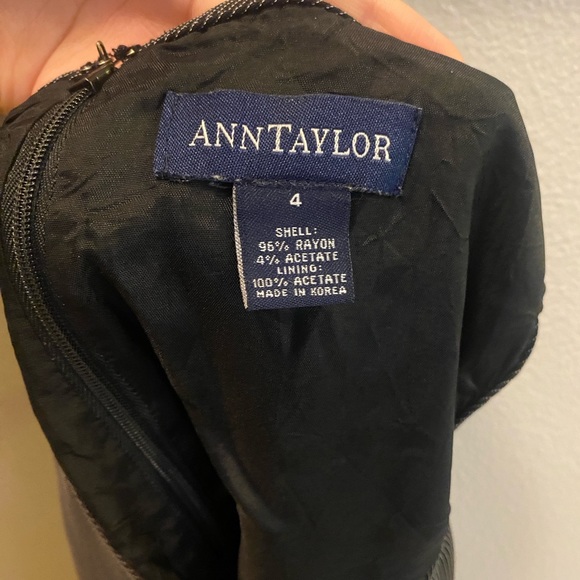 ANNTAYLOR
4
SHELL:
96% RAYON
4% ACETATE
LINING:
100% ACETATE
MADE IN KOREA